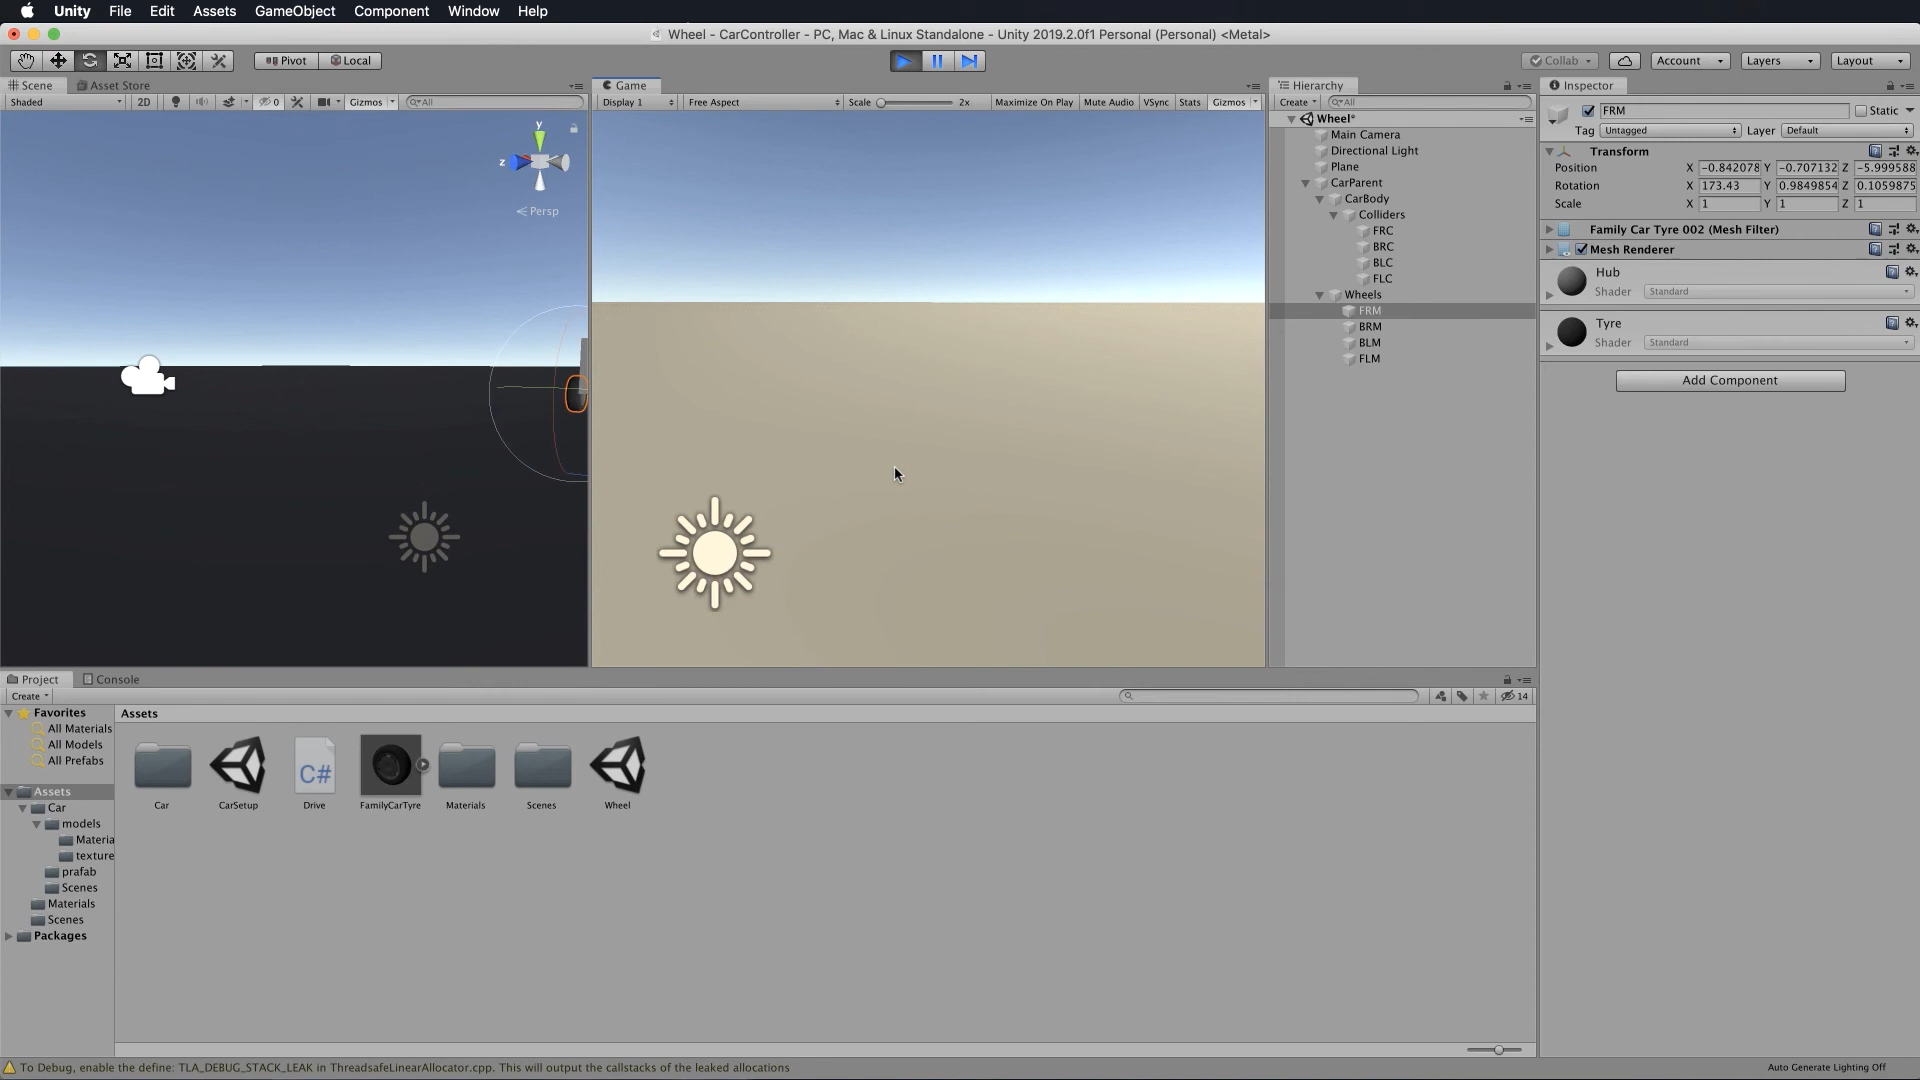 Unity File Edit Assets GameObject Component Window Help
Wheel - CarController - PC, Mac & Linux Standalone - Unity 2019.2.0f1 Personal (Personal) <Metal>
Pivot Local Collab Account Layers Layout
Scene Asset Store
Shaded 2D 0 Gizmos All
y
z
Persp
Game
Display 1 Free Aspect Scale 2x Maximize On Play Mute Audio VSync Stats Gizmos
Hierarchy
Create All
Wheel*
Main Camera
Directional Light
Plane
CarParent
CarBody
Colliders
FRC
BRC
BLC
FLC
Wheels
FRM
BRM
BLM
FLM
Inspector
FRM Static
Tag Untagged Layer Default
Transform
Position X -0.842078 Y -0.707132 Z -5.999588
Rotation X 173.43 Y 0.9849854 Z 0.1059875
Scale X 1 Y 1 Z 1
Family Car Tyre 002 (Mesh Filter)
Mesh Renderer
Hub
Shader Standard
Tyre
Shader Standard
Add Component
Project Console
Create 14
Favorites
All Materials
All Models
All Prefabs
Assets
Car
models
Materia
texture
prafab
Scenes
Materials
Scenes
Packages
Assets
C#
Car CarSetup Drive FamilyCarTyre Materials Scenes Wheel
To Debug, enable the define: TLA_DEBUG_STACK_LEAK in ThreadsafeLinearAllocator.cpp. This will output the callstacks of the leaked allocations
Auto Generate Lighting Off